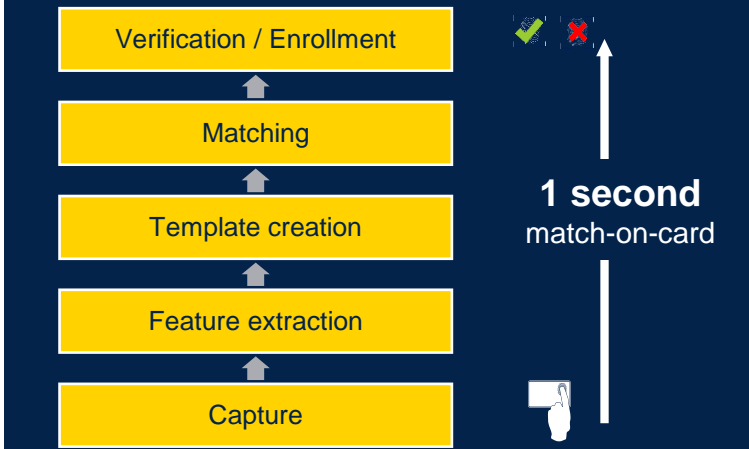 Verification / Enrollment
Matching
Template creation
Feature extraction
Capture
1 second
match-on-card